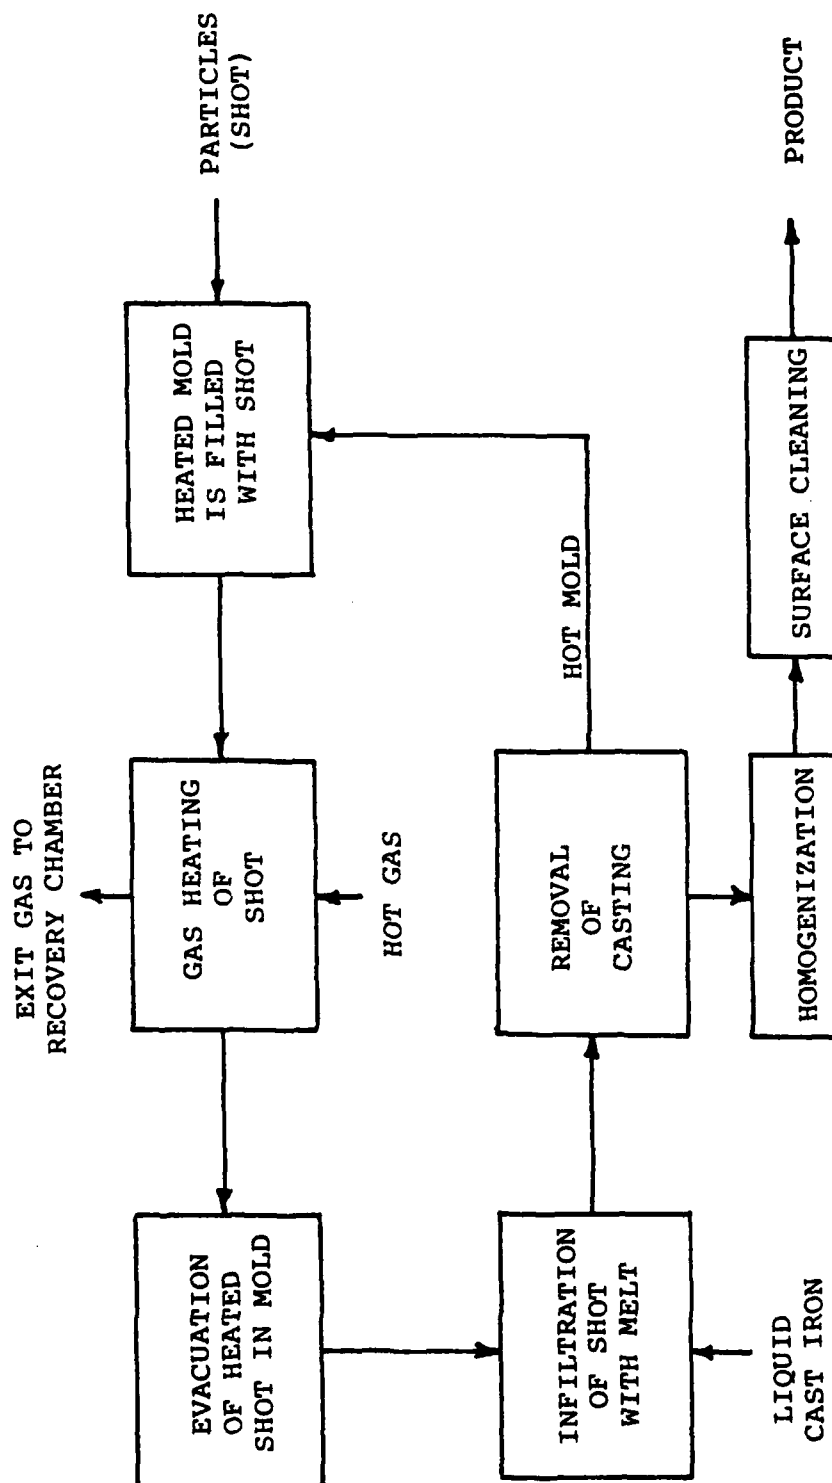 PARTICLES
(SHOT)
HEATED MOLD
IS FILLED
WITH SHOT
EXIT GAS TO
RECOVERY CHAMBER
GAS HEATING
OF
SHOT
HOT GAS
EVACUATION
OF HEATED
SHOT IN MOLD
INFILTRATION
OF SHOT
WITH MELT
LIQUID
CAST IRON
REMOVAL
OF
CASTING
HOT MOLD
HOMOGENIZATION
SURFACE CLEANING
PRODUCT